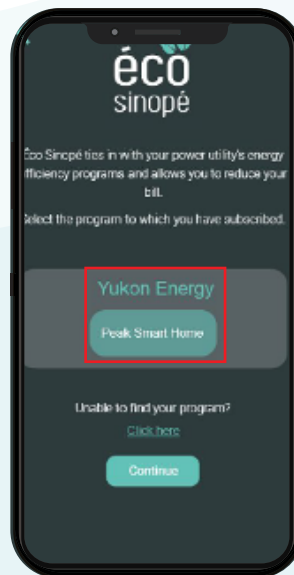 éco
sinopé
Éco Sinopé ties in with your power utility's energy
efficiency programs and allows you to reduce your
bill.
Select the program to which you have subscribed.
Yukon Energy
Peak Smart Home
Unable to find your program?
Click here
Continue